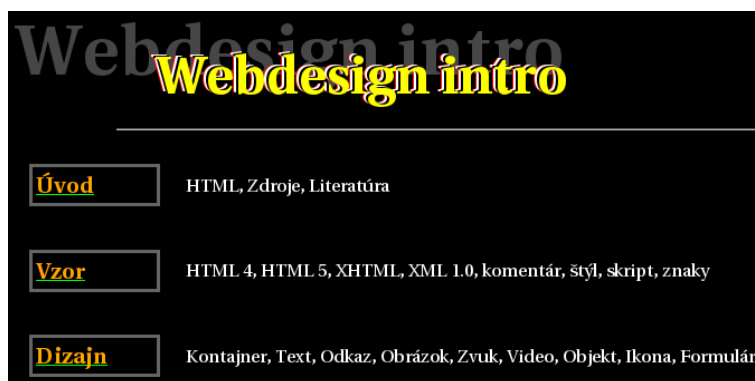 Webdesign intro
Webdesign intro
Úvod HTML, Zdroje, Literatúra
Vzor HTML 4, HTML 5, XHTML, XML 1.0, komentár, štýl, skript, znaky
Dizajn Kontajner, Text, Odkaz, Obrázok, Zvuk, Video, Objekt, Ikona, Formulár